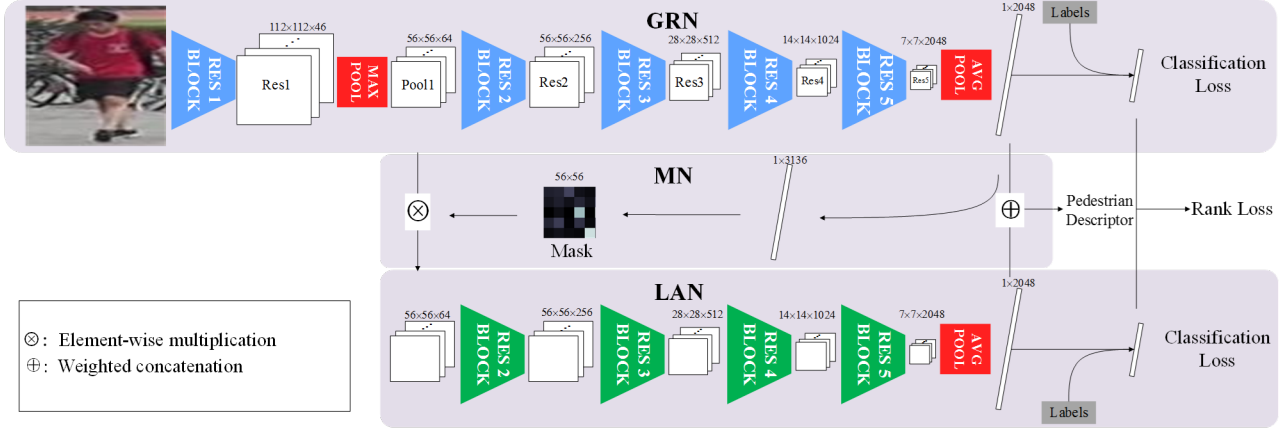 GRN
1×2048
Labels
112×112×46
56×56×64
56×56×256
28×28×512
14×14×1024
7×7×2048
RES 1
BLOCK
Res1
MAX
POOL
Pool1
RES 2
BLOCK
Res2
RES 3
BLOCK
Res3
RES 4
BLOCK
Res4
RES 5
BLOCK
Res5
AVG
POOL
Classification
Loss
MN
1×3136
56×56
Mask
⊗
⊕
Pedestrian
Descriptor
Rank Loss
LAN
1×2048
56×56×64
56×56×256
28×28×512
14×14×1024
7×7×2048
RES 2
BLOCK
RES 3
BLOCK
RES 4
BLOCK
RES 5
BLOCK
AVG
POOL
Classification
Loss
Labels
⊗: Element-wise multiplication
⊕: Weighted concatenation